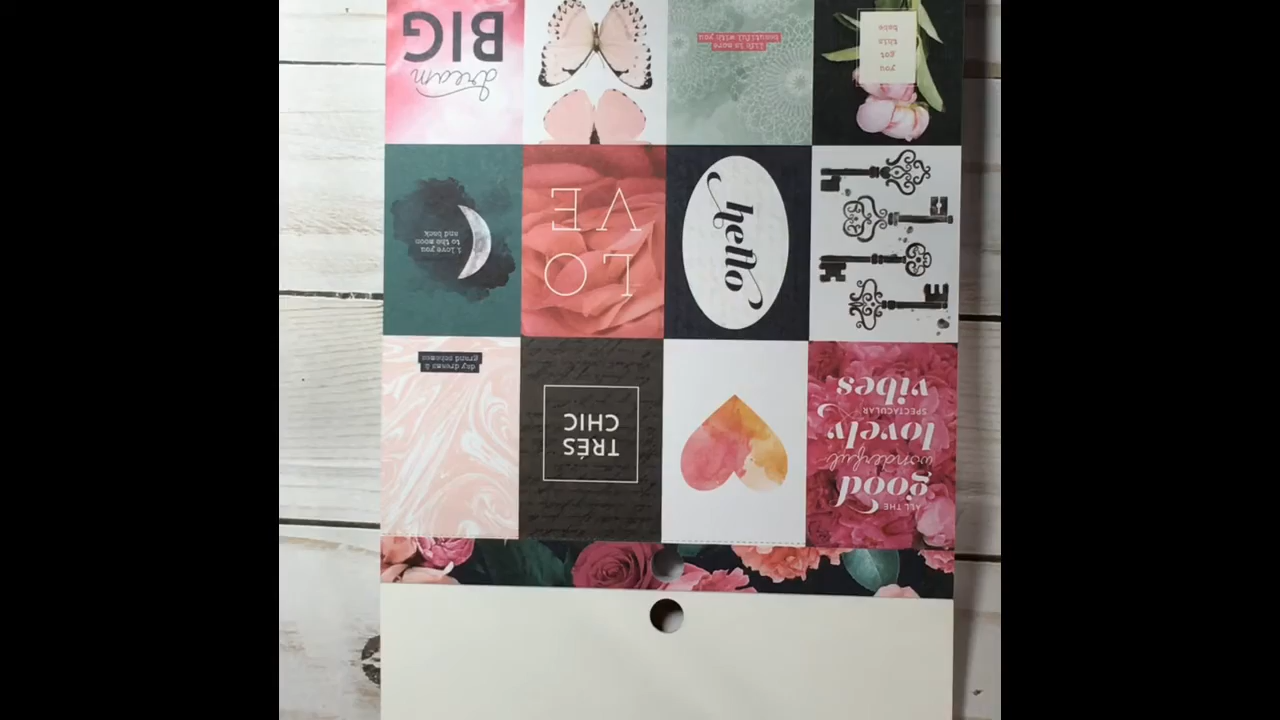 ALL THE
good
wonderful
lovely
SPECTACULAR
vibes
TRÉS
CHIC
day dreams &
grand schemes
hello
LO
VE
i love you
to the moon
and back
you
got
this
babe
life is more
beautiful with you
dream
BIG